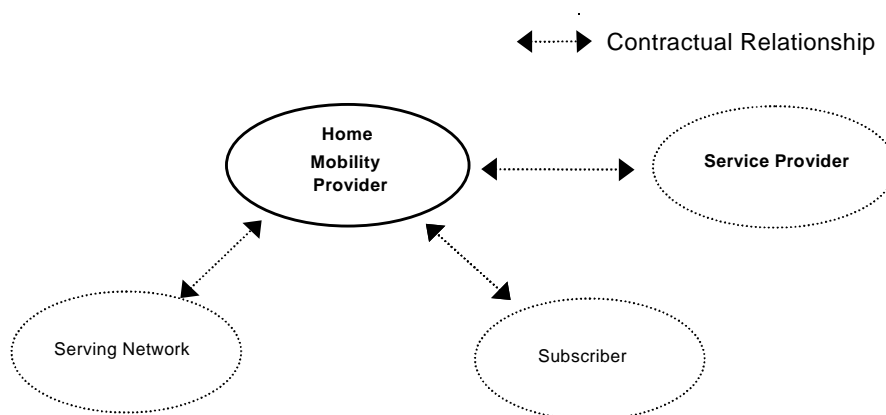 Contractual Relationship
Home
Mobility
Provider
Service Provider
Serving Network
Subscriber